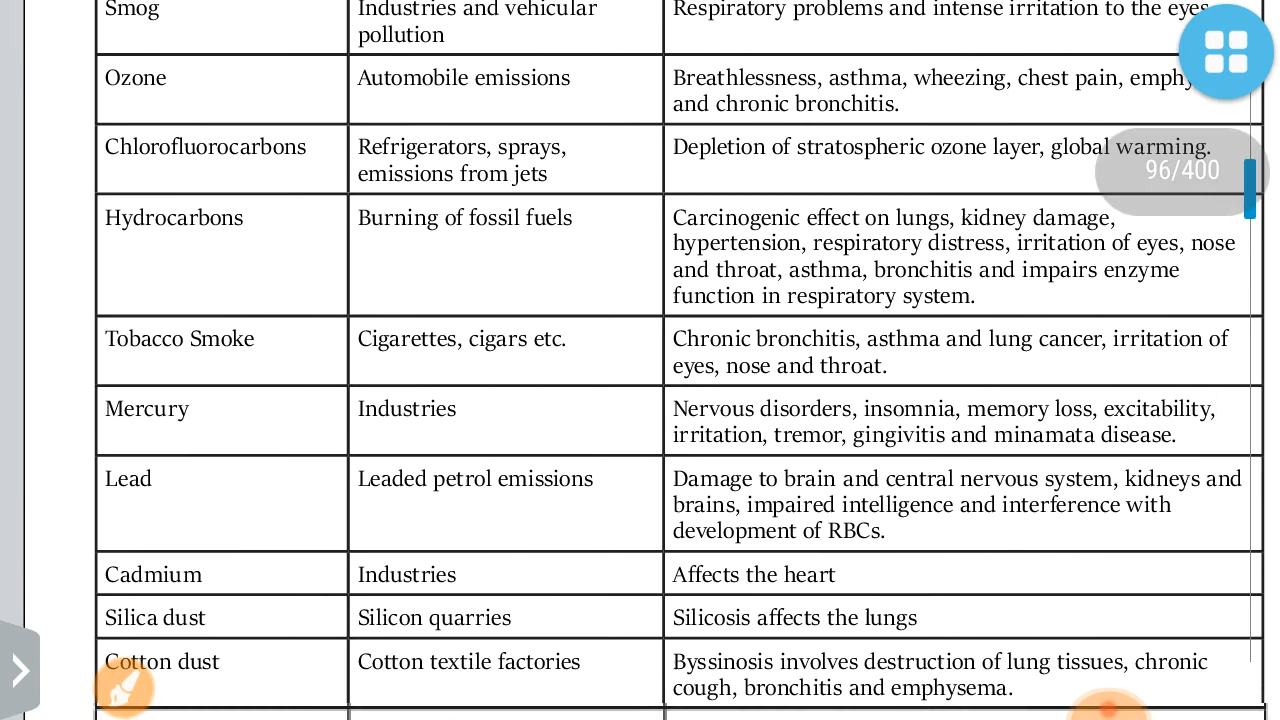 Smog
Industries and vehicular
pollution
Respiratory problems and intense irritation to the eyes
Ozone
Automobile emissions
Breathlessness, asthma, wheezing, chest pain,
and chronic bronchitis.
Chlorofluorocarbons
Refrigerators, sprays,
emissions from jets
Depletion of stratospheric ozone layer, global warming.
96/400
Hydrocarbons
Burning of fossil fuels
Carcinogenic effect on lungs, kidney damage,
hypertension, respiratory distress, irritation of eyes, nose
and throat, asthma, bronchitis and impairs enzyme
function in respiratory system.
Tobacco Smoke
Cigarettes, cigars etc.
Chronic bronchitis, asthma and lung cancer, irritation of
eyes, nose and throat.
Mercury
Industries
Nervous disorders, insomnia, memory loss, excitability,
irritation, tremor, gingivitis and minamata disease.
Lead
Leaded petrol emissions
Damage to brain and central nervous system, kidneys and
brains, impaired intelligence and interference with
development of RBCs.
Cadmium
Industries
Affects the heart
Silica dust
Silicon quarries
Silicosis affects the lungs
Cotton dust
Cotton textile factories
Byssinosis involves destruction of lung tissues, chronic
cough, bronchitis and emphysema.